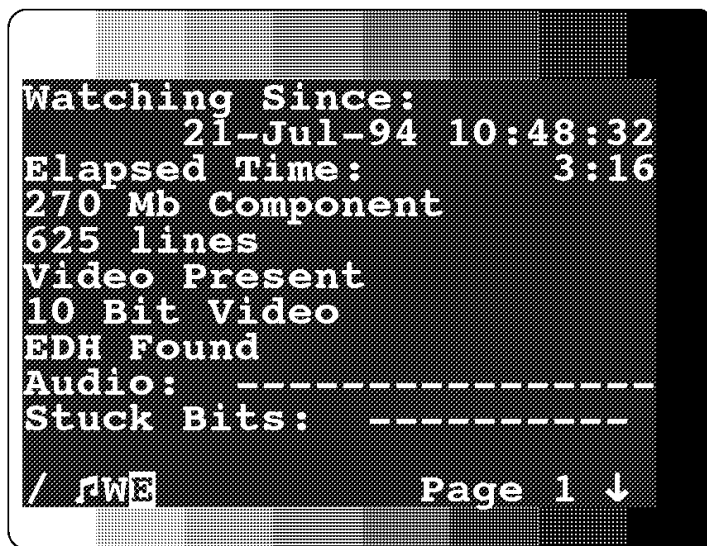 Watching Since:
21-Jul-94 10:48:32
Elapsed Time: 3:16
270 Mb Component
625 lines
Video Present
10 Bit Video
EDH Found
Audio: ----------------
Stuck Bits: ----------
/ ♫WE Page 1 ↓